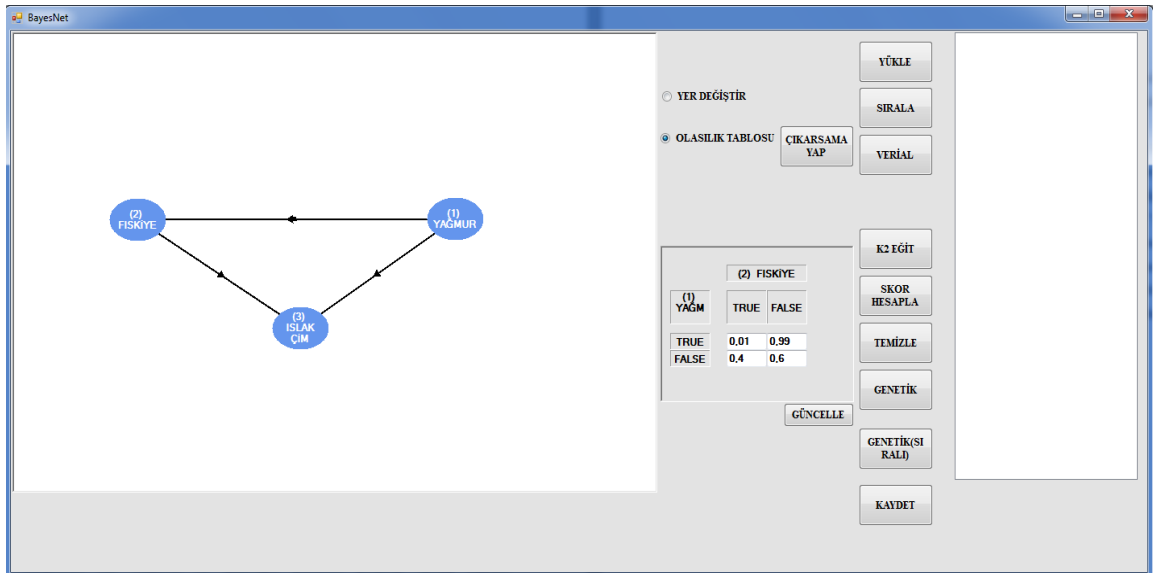 BayesNet
YER DEĞİŞTİR
OLASILIK TABLOSU
ÇIKARSAMA
YAP
YÜKLE
SIRALA
VERİAL
K2 EĞİT
SKOR
HESAPLA
TEMİZLE
GENETİK
GENETİK(SI
RALI)
KAYDET
(2)
FISKİYE
(1)
YAĞMUR
(3)
ISLAK
ÇİM
(2) FISKİYE
(1)
YAĞM
TRUE FALSE
TRUE 0,01 0,99
FALSE 0,4 0,6
GÜNCELLE